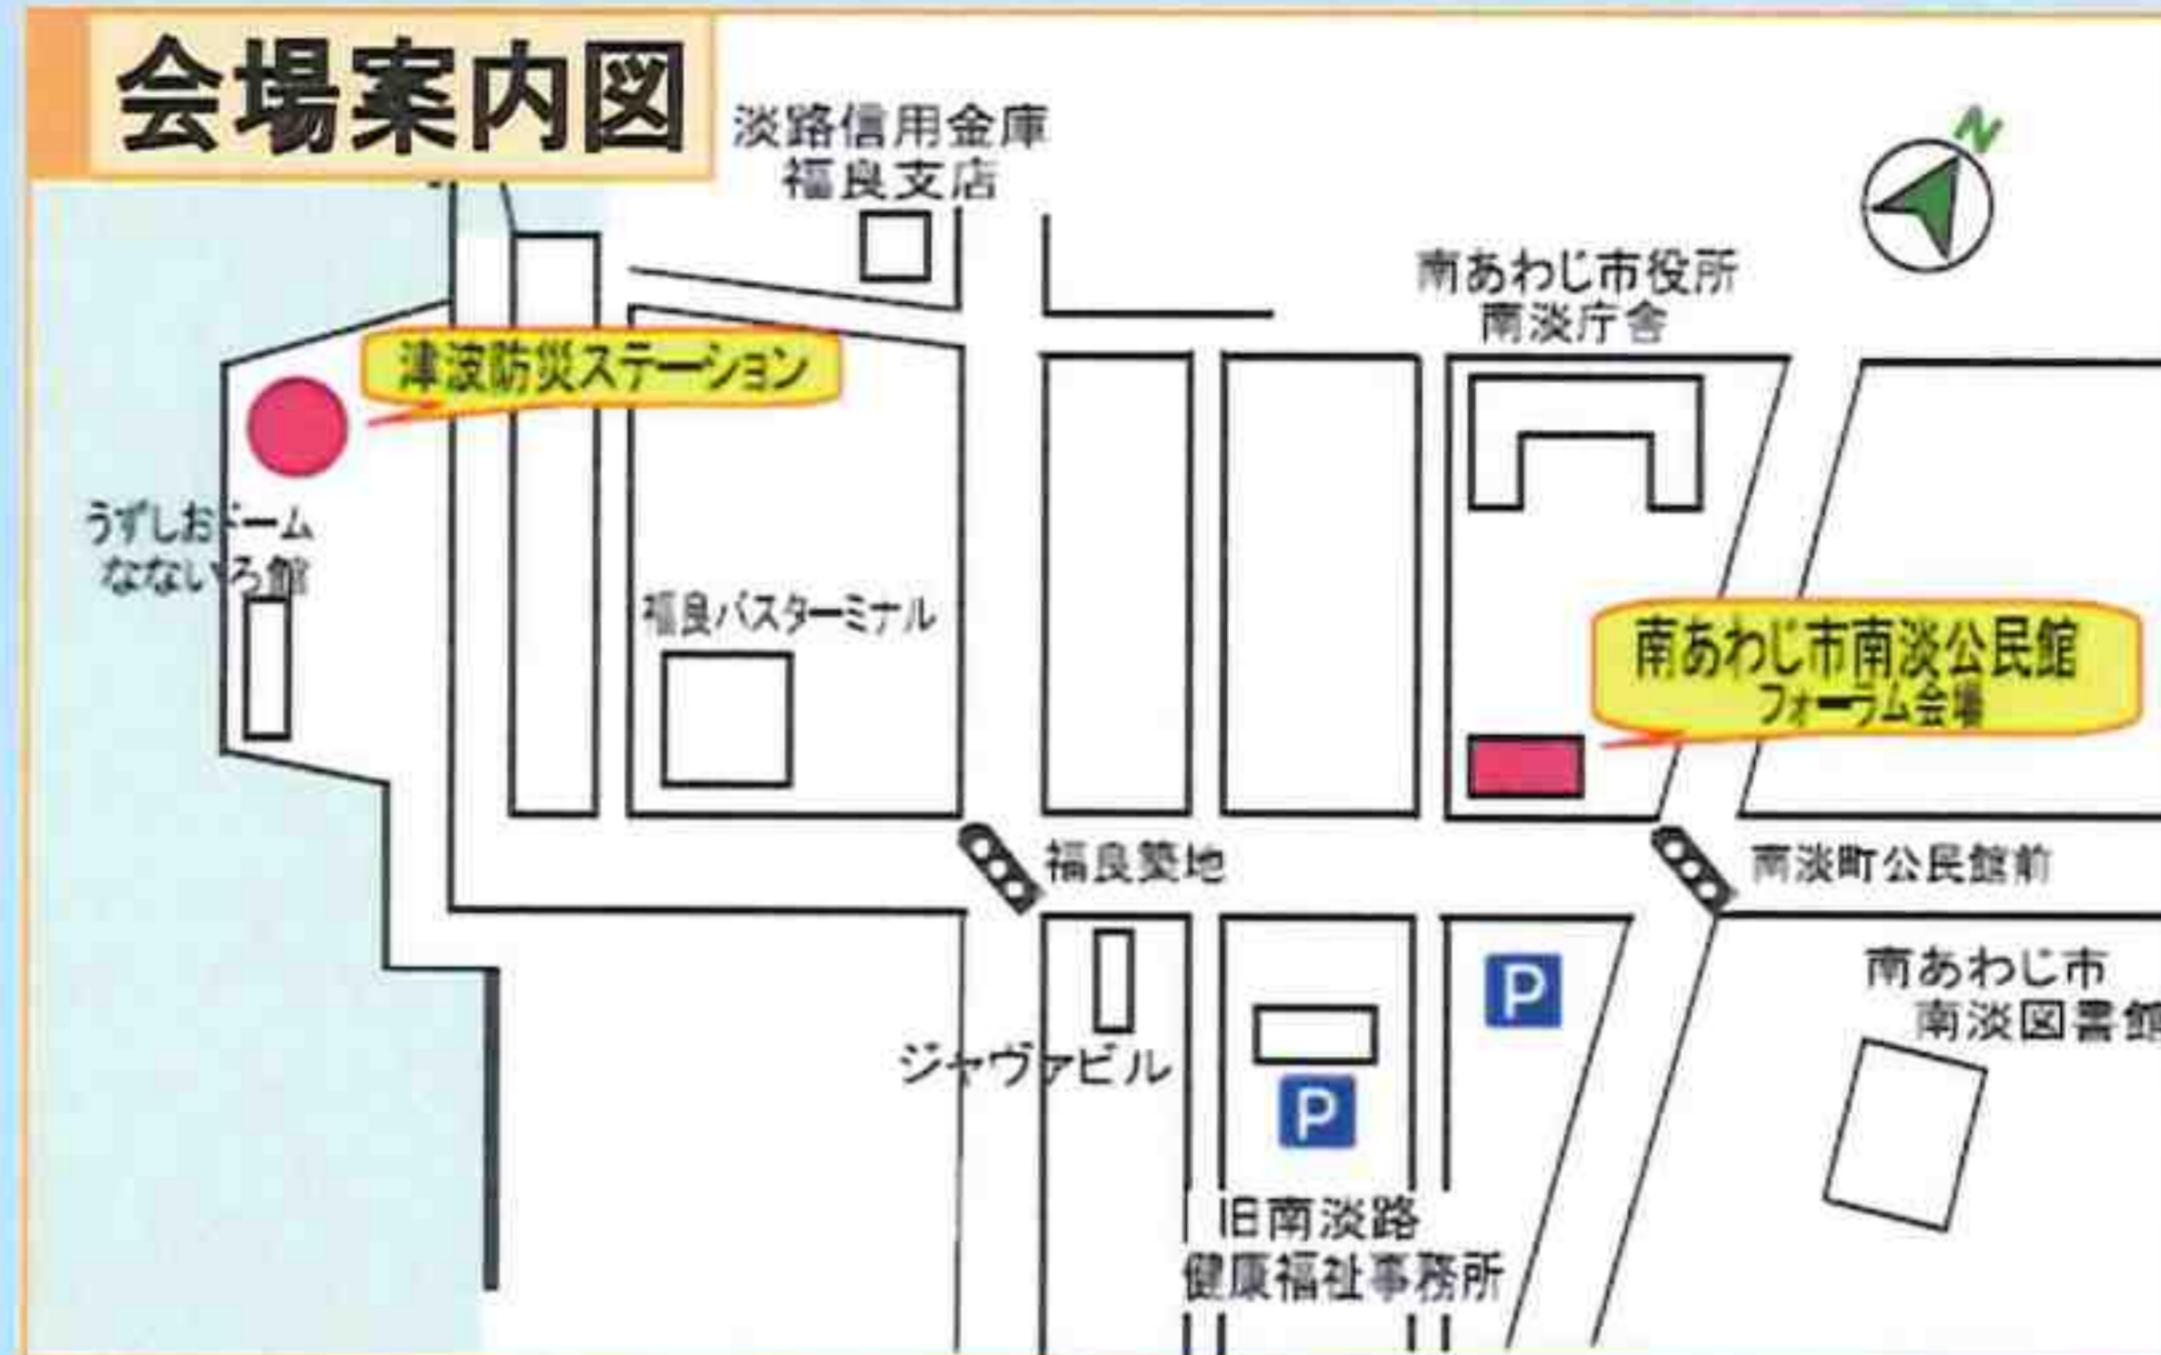 会場案内図
淡路信用金庫
福良支店
N
南あわじ市役所
南淡庁舎
津波防災ステーション
うずしおドーム
なないろ館
福良バスターミナル
南あわじ市南淡公民館
フォーラム会場
福良築地
南淡町公民館前
P
南あわじ市
南淡図書館
ジャヴァビル
P
旧南淡路
健康福祉事務所